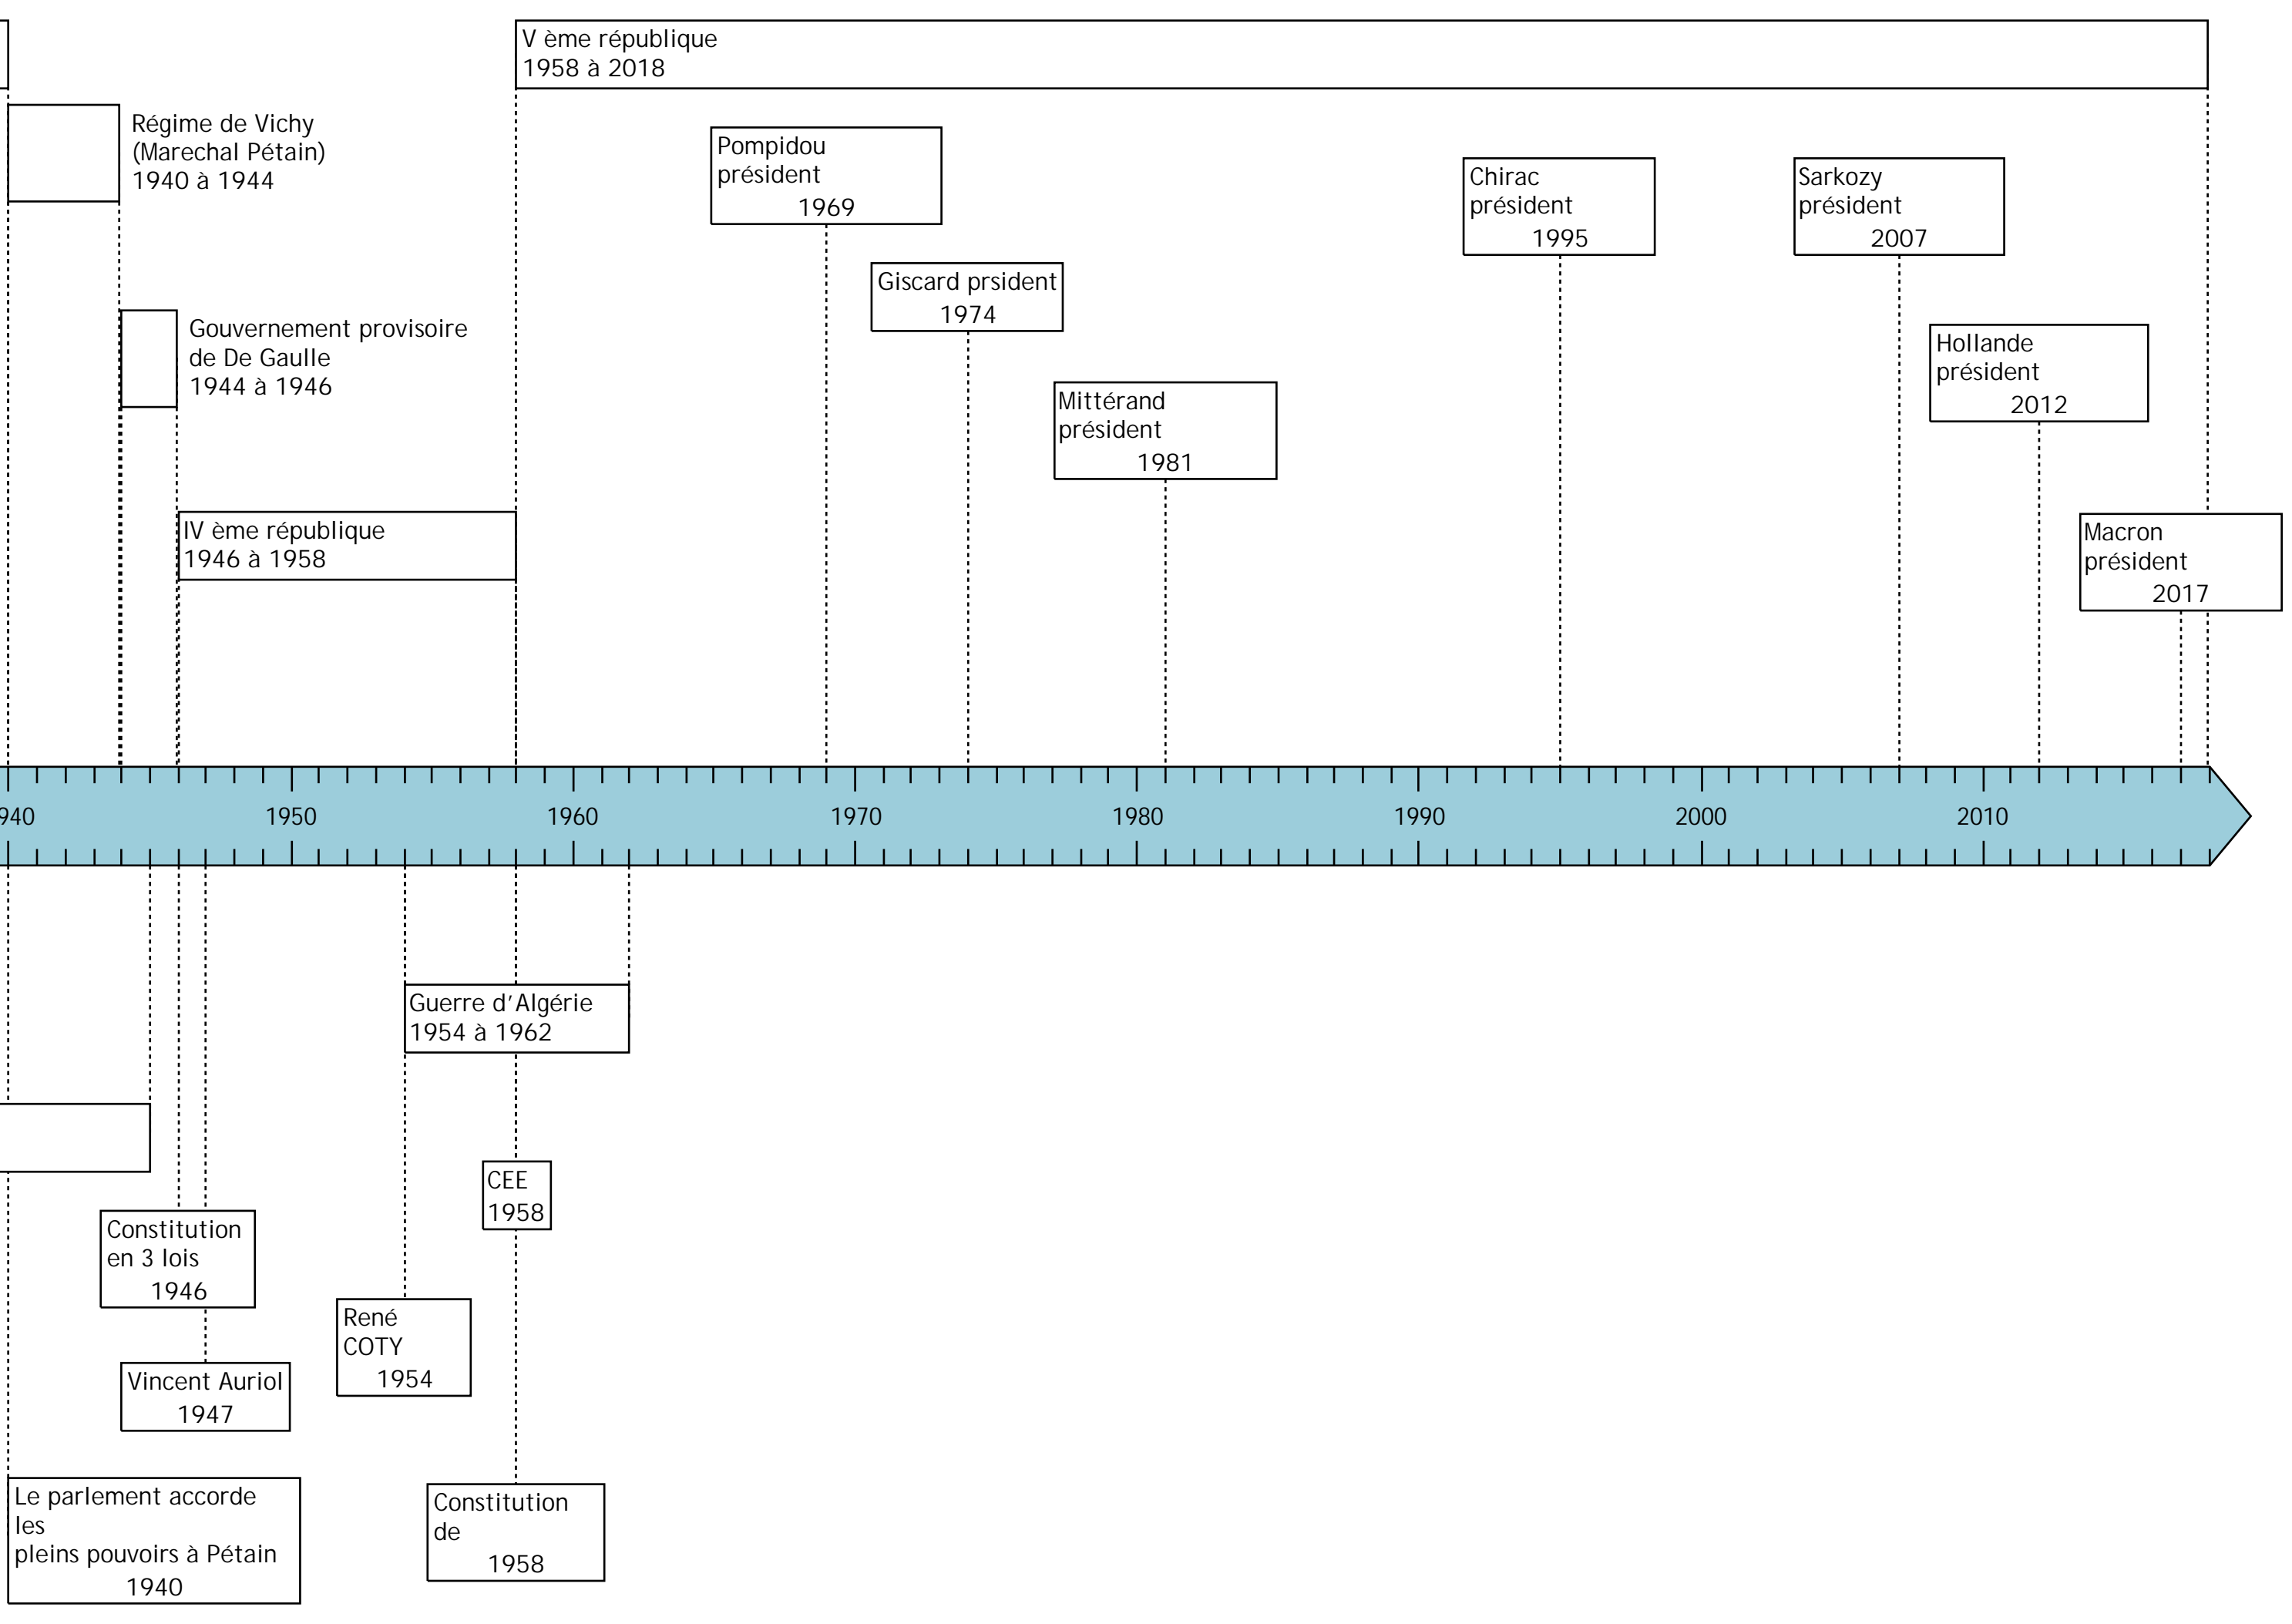 V ème république
1958 à 2018
Régime de Vichy
(Marechal Pétain)
1940 à 1944
Pompidou
président
1969
Chirac
président
1995
Sarkozy
président
2007
Giscard prsident
1974
Gouvernement provisoire
de De Gaulle
1944 à 1946
Hollande
président
2012
Mittérand
président
1981
IV ème république
1946 à 1958
Macron
président
2017
940 1950 1960 1970 1980 1990 2000 2010
Guerre d'Algérie
1954 à 1962
CEE
1958
Constitution
en 3 lois
1946
René
COTY
1954
Vincent Auriol
1947
Le parlement accorde
les
pleins pouvoirs à Pétain
1940
Constitution
de
1958